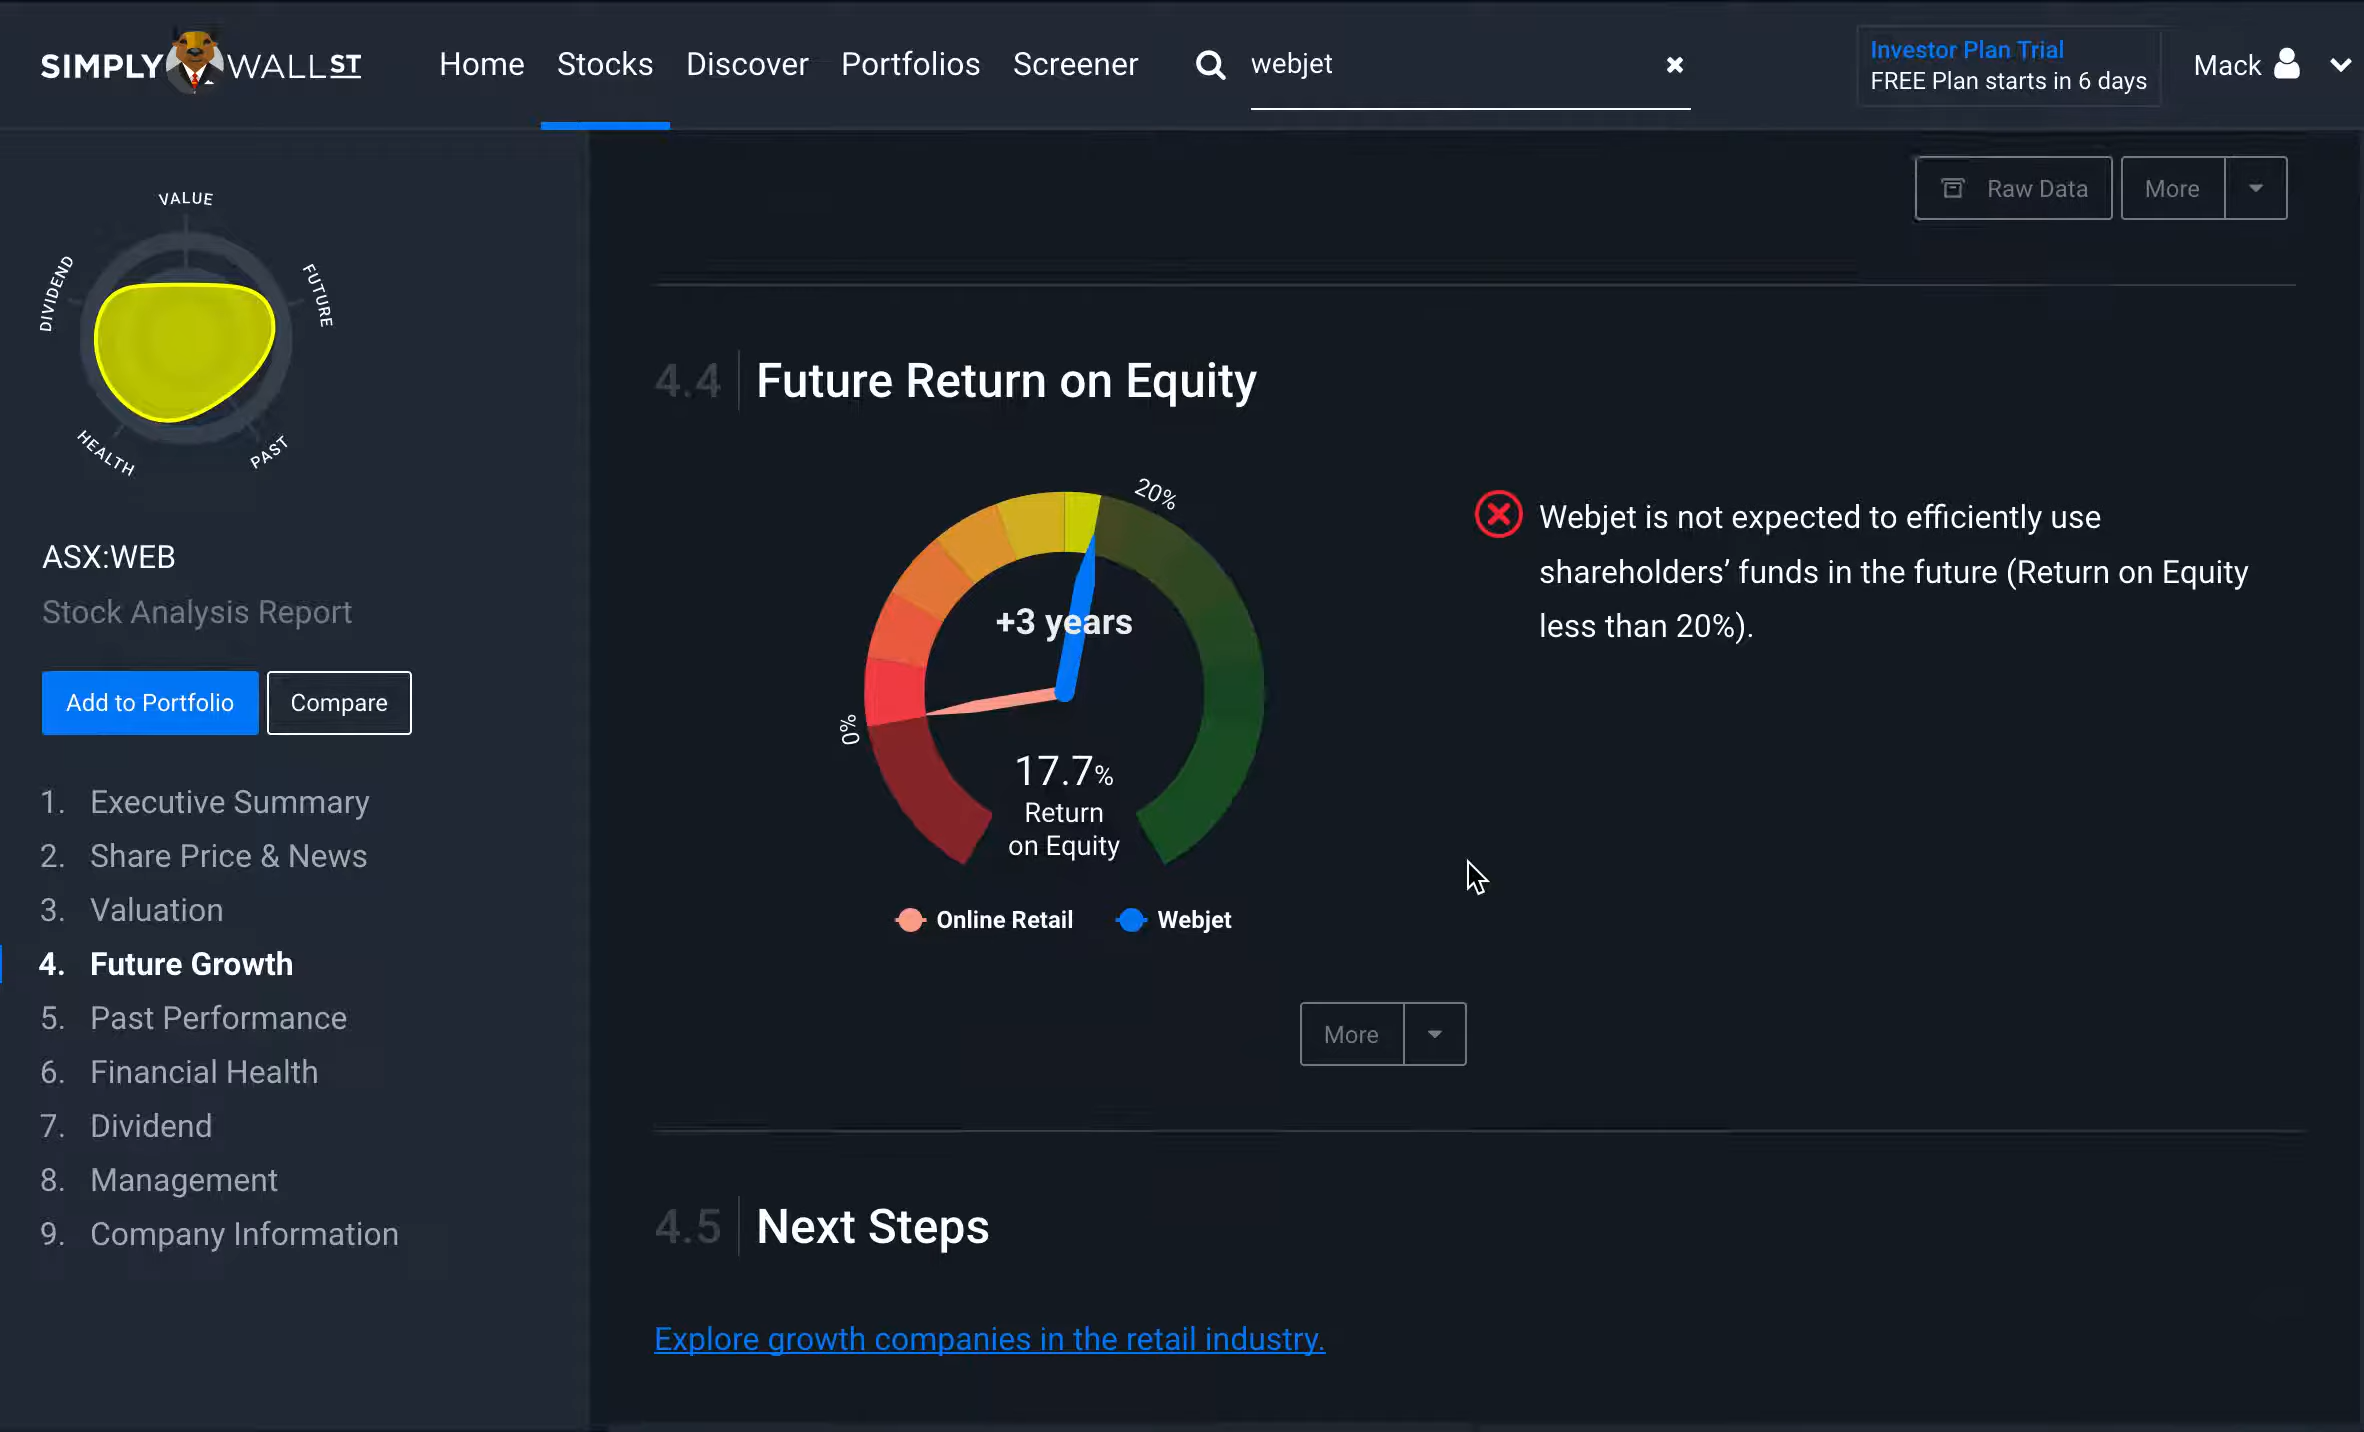 SIMPLY WALLST
Home
Stocks
Discover
Portfolios
Screener
webjet
Investor Plan Trial
FREE Plan starts in 6 days
Mack
VALUE
FUTURE
PAST
HEALTH
DIVIDEND
ASX:WEB
Stock Analysis Report
Add to Portfolio
Compare
1. Executive Summary
2. Share Price & News
3. Valuation
4. Future Growth
5. Past Performance
6. Financial Health
7. Dividend
8. Management
9. Company Information
Raw Data
More
4.4 Future Return on Equity
20%
0%
+3 years
17.7%
Return
on Equity
Online Retail
Webjet
Webjet is not expected to efficiently use
shareholders’ funds in the future (Return on Equity
less than 20%).
More
4.5 Next Steps
Explore growth companies in the retail industry.